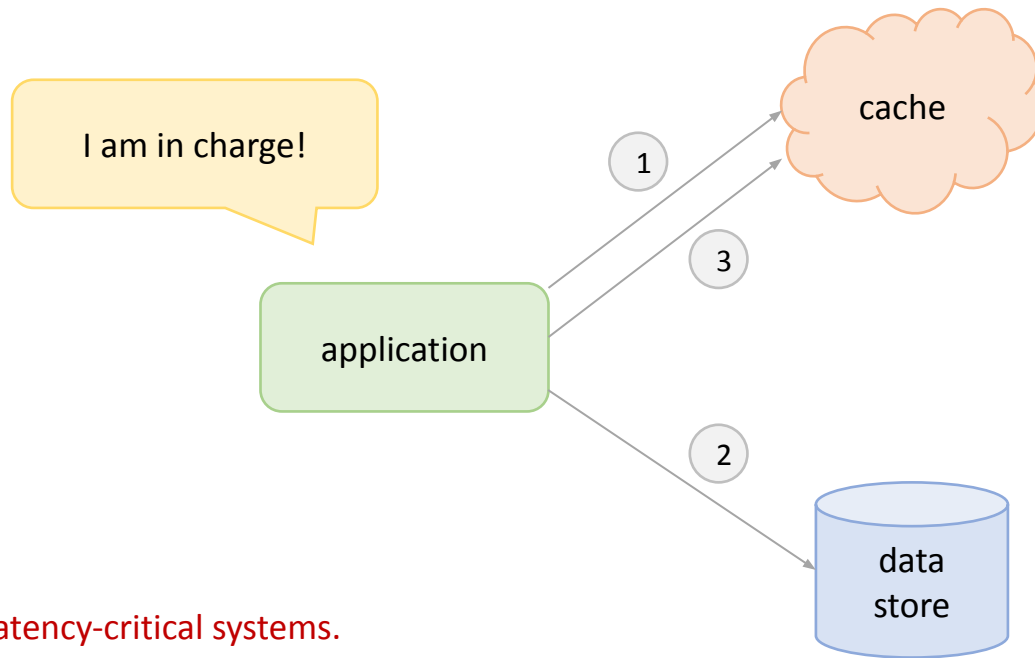 cache
I am in charge!
1
3
application
2
data
store
atency-critical systems.